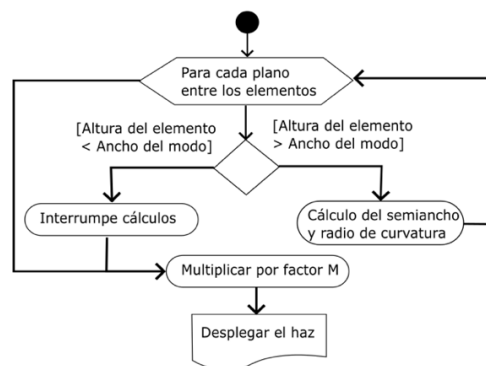 Para cada plano
entre los elementos
[Altura del elemento
< Ancho del modo]
[Altura del elemento
> Ancho del modo]
Interrumpe cálculos
Cálculo del semiancho
y radio de curvatura
Multiplicar por factor M
Desplegar el haz